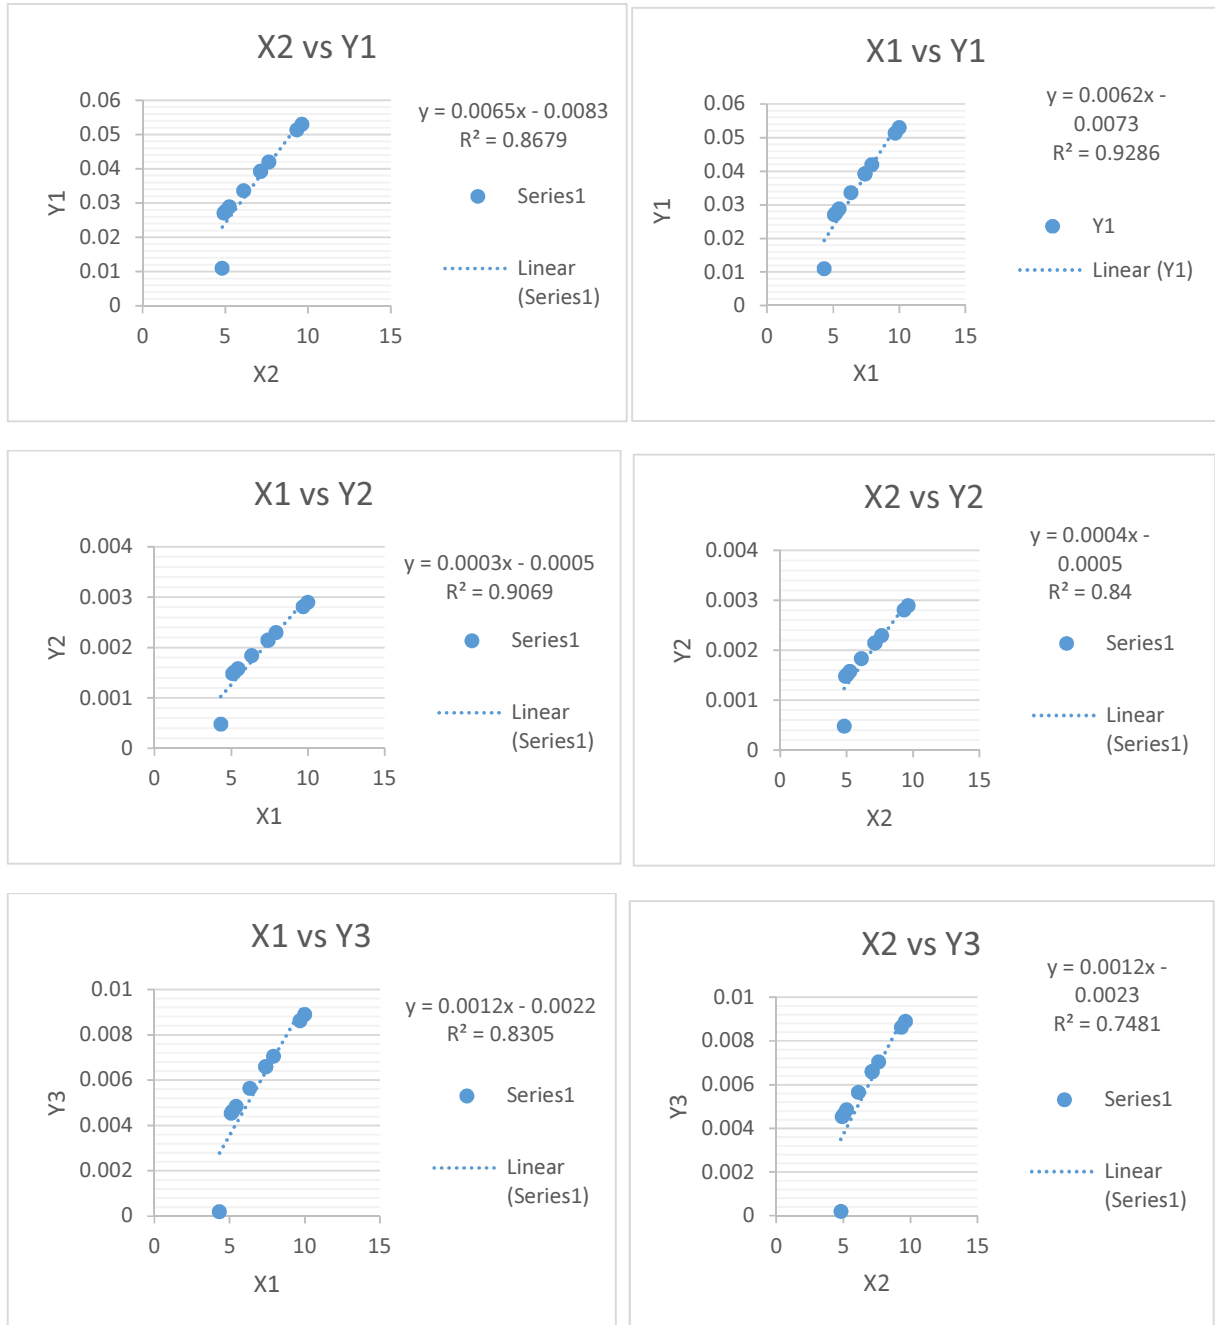 X2 vs Y1
0.06
0.05
0.04
0.03
0.02
0.01
0
Y1
0
5
10
15
X2
y = 0.0065x - 0.0083
R² = 0.8679
Series1
Linear
(Series1)
X1 vs Y1
0.06
0.05
0.04
0.03
0.02
0.01
0
Y1
0
5
10
15
X1
y = 0.0062x -
0.0073
R² = 0.9286
Y1
Linear (Y1)
X1 vs Y2
0.004
0.003
0.002
0.001
0
Y2
0
5
10
15
X1
y = 0.0003x - 0.0005
R² = 0.9069
Series1
Linear
(Series1)
X2 vs Y2
0.004
0.003
0.002
0.001
0
Y2
0
5
10
15
X2
y = 0.0004x -
0.0005
R² = 0.84
Series1
Linear
(Series1)
X1 vs Y3
0.01
0.008
0.006
0.004
0.002
0
Y3
0
5
10
15
X1
y = 0.0012x - 0.0022
R² = 0.8305
Series1
Linear
(Series1)
X2 vs Y3
0.01
0.008
0.006
0.004
0.002
0
Y3
0
5
10
15
X2
y = 0.0012x -
0.0023
R² = 0.7481
Series1
Linear
(Series1)